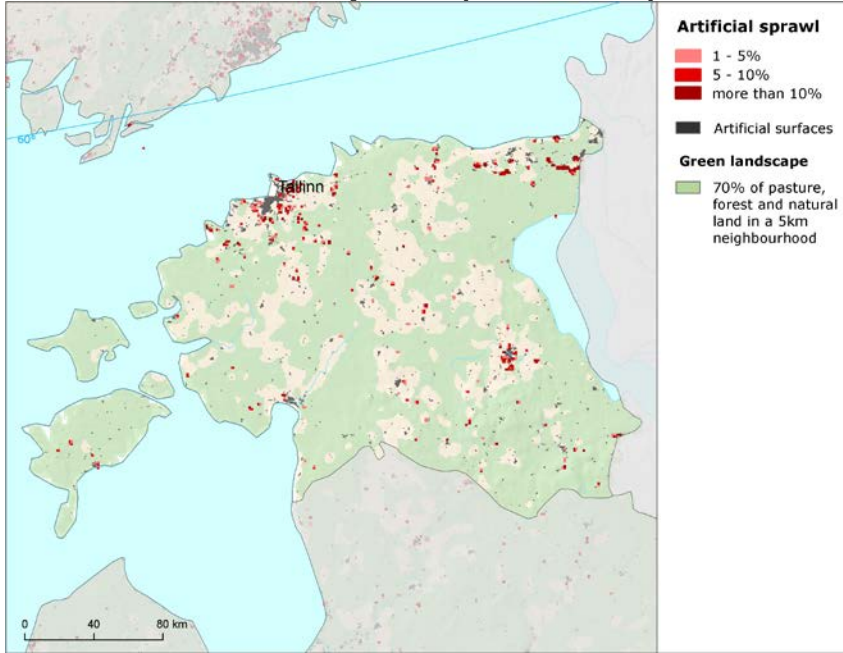 Artificial sprawl
1 - 5%
5 - 10%
more than 10%
Artificial surfaces
Green landscape
70% of pasture,
forest and natural
land in a 5km
neighbourhood
60°
Tallinn
0 40 80 km